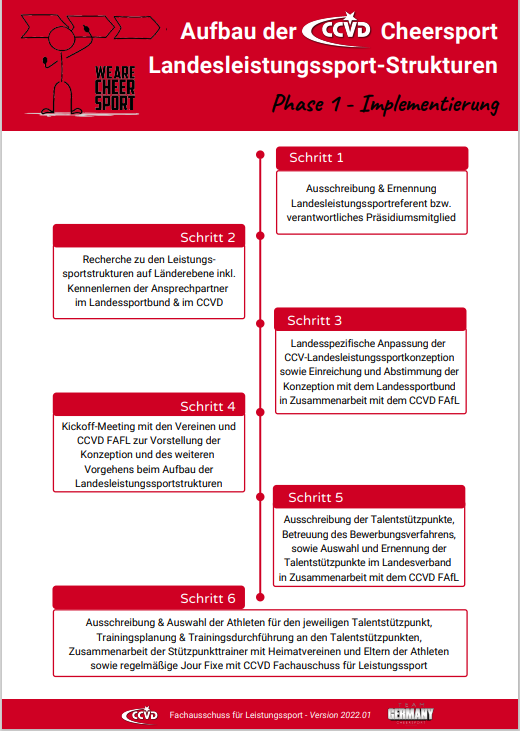 Aufbau der CCVD Cheersport
Landesleistungssport-Strukturen
WE ARE
CHEER
SPORT
Phase 1 - Implementierung
Schritt 1
Ausschreibung & Ernennung
Landesleistungssportreferent bzw.
verantwortliches Präsidiumsmitglied
Schritt 2
Recherche zu den Leistungs-
sportstrukturen auf Länderebene inkl.
Kennenlernen der Ansprechpartner
im Landessportbund & im CCVD
Schritt 3
Landesspezifische Anpassung der
CCV-Landesleistungssportkonzeption
sowie Einreichung und Abstimmung der
Konzeption mit dem Landessportbund
in Zusammenarbeit mit dem CCVD FAfL
Schritt 4
Kickoff-Meeting mit den Vereinen und
CCVD FAFL zur Vorstellung der
Konzeption und des weiteren
Vorgehens beim Aufbau der
Landesleistungssportstrukturen
Schritt 5
Ausschreibung der Talentstützpunkte,
Betreuung des Bewerbungsverfahrens,
sowie Auswahl und Ernennung der
Talentstützpunkte im Landesverband
in Zusammenarbeit mit dem CCVD FAfL
Schritt 6
Ausschreibung & Auswahl der Athleten für den jeweiligen Talentstützpunkt,
Trainingsplanung & Trainingsdurchführung an den Talentstützpunkten,
Zusammenarbeit der Stützpunkttrainer mit Heimatvereinen und Eltern der Athleten
sowie regelmäßige Jour Fixe mit CCVD Fachauschuss für Leistungssport
CCVD Fachausschuss für Leistungssport - Version 2022.01
TEAM
GERMANY